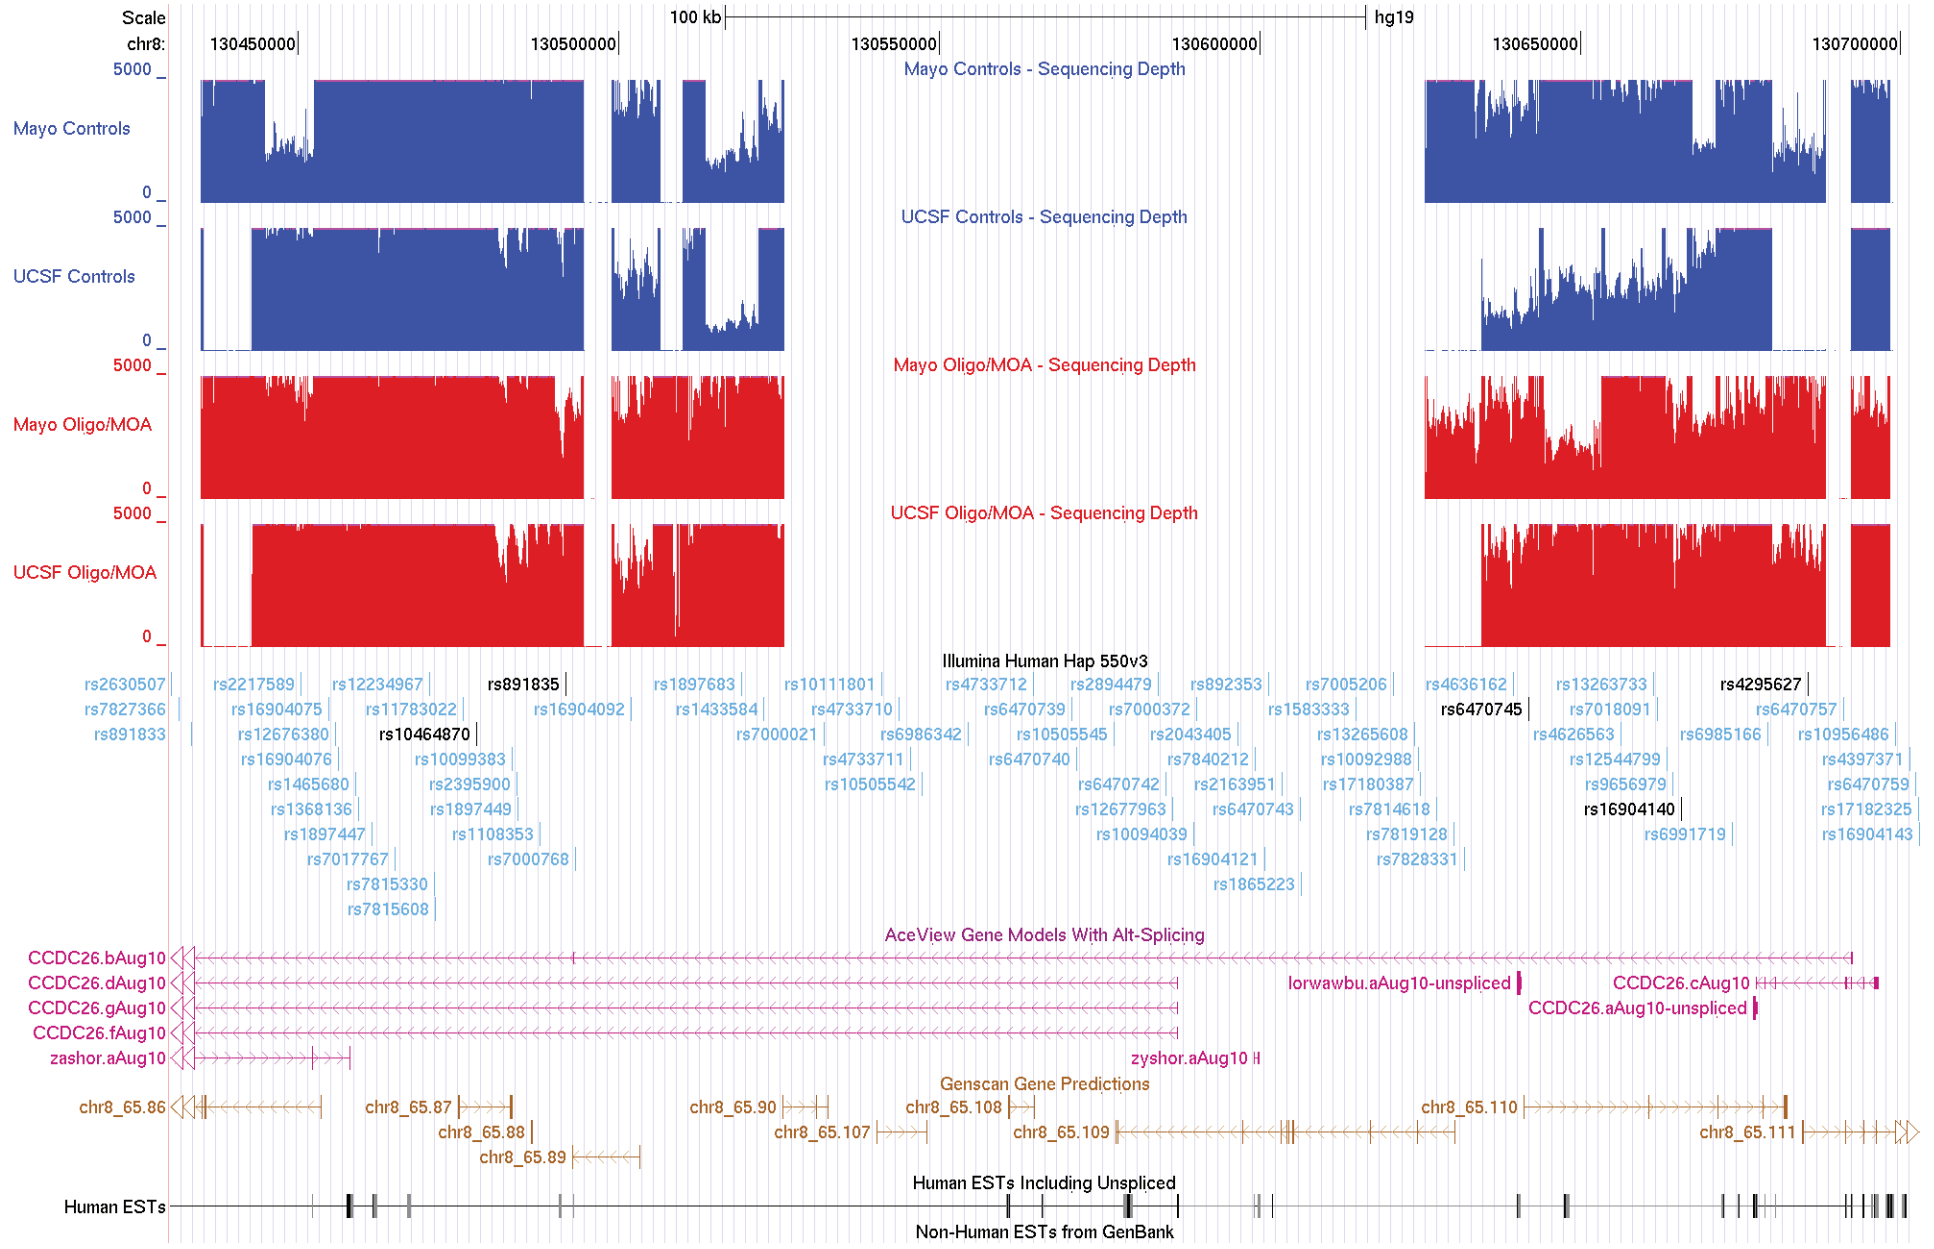 Scale 100 kb hg19
chr8: 130450000 130500000 130550000 130600000 130650000 130700000
5000 Mayo Controls - Sequencing Depth
Mayo Controls
0
5000 UCSF Controls - Sequencing Depth
UCSF Controls
0
5000 Mayo Oligo/MOA - Sequencing Depth
Mayo Oligo/MOA
0
5000 UCSF Oligo/MOA - Sequencing Depth
UCSF Oligo/MOA
0
Illumina Human Hap 550v3
rs2630507 rs2217589 rs12234967 rs891835 rs1897683 rs10111801 rs4733712 rs2894479 rs892353 rs7005206 rs4636162 rs13263733 rs4295627
rs7827366 rs16904075 rs11783022 rs16904092 rs1433584 rs4733710 rs6470739 rs7000372 rs1583333 rs6470745 rs7018091 rs6470757
rs891833 rs12676380 rs10464870 rs7000021 rs6986342 rs10505545 rs2043405 rs13265608 rs4626563 rs6985166 rs10956486
rs16904076 rs10099383 rs4733711 rs6470740 rs7840212 rs10092988 rs12544799 rs4397371
rs1465680 rs2395900 rs10505542 rs6470742 rs2163951 rs17180387 rs9656979 rs6470759
rs1368136 rs1897449 rs12677963 rs6470743 rs7814618 rs16904140 rs17182325
rs1897447 rs1108353 rs10094039 rs7819128 rs6991719 rs16904143
rs7017767 rs7000768 rs16904121 rs7828331
rs7815330 rs1865223
rs7815608
AceView Gene Models With Alt-Splicing
CCDC26.bAug10
CCDC26.dAug10 lorwawbu.aAug10-unspliced CCDC26.cAug10
CCDC26.gAug10 CCDC26.aAug10-unspliced
CCDC26.fAug10
zashor.aAug10 zyshor.aAug10
Genscan Gene Predictions
chr8_65.86 chr8_65.87 chr8_65.90 chr8_65.108 chr8_65.110
chr8_65.88 chr8_65.107 chr8_65.109 chr8_65.111
chr8_65.89
Human ESTs Including Unspliced
Human ESTs
Non-Human ESTs from GenBank